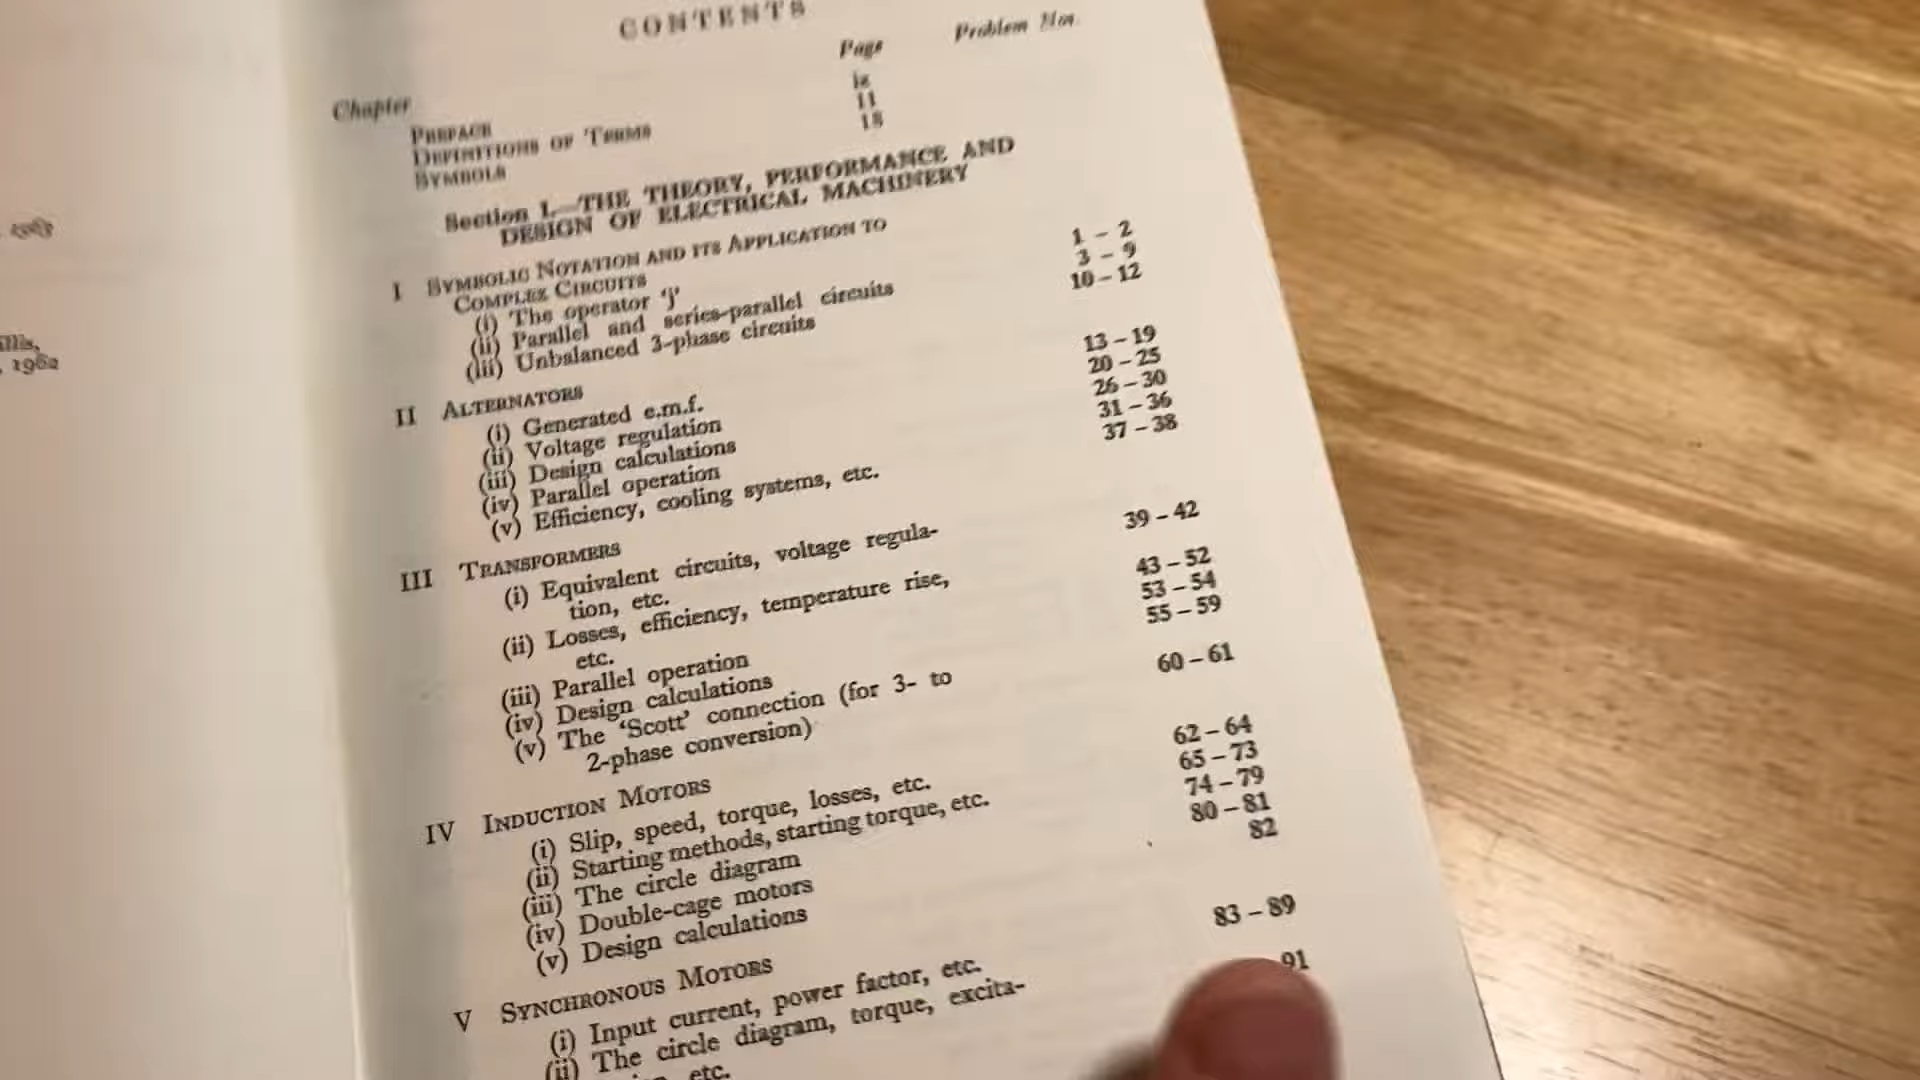 CONTENTS
Page Problem Nos.
Chapter
PREFACE ix
DEFINITIONS OF TERMS 11
SYMBOLS 18
Section I.—THE THEORY, PERFORMANCE AND
DESIGN OF ELECTRICAL MACHINERY
I SYMBOLIC NOTATION AND ITS APPLICATION TO
COMPLEX CIRCUITS
(i) The operator ‘j’ 1 – 2
(ii) Parallel and series-parallel circuits 3 – 9
(iii) Unbalanced 3-phase circuits 10 – 12
II ALTERNATORS
(i) Generated e.m.f. 13 – 19
(ii) Voltage regulation 20 – 25
(iii) Design calculations 26 – 30
(iv) Parallel operation 31 – 36
(v) Efficiency, cooling systems, etc. 37 – 38
III TRANSFORMERS
(i) Equivalent circuits, voltage regula-
tion, etc. 39 – 42
(ii) Losses, efficiency, temperature rise,
etc. 43 – 52
(iii) Parallel operation 53 – 54
(iv) Design calculations 55 – 59
(v) The ‘Scott’ connection (for 3- to
2-phase conversion) 60 – 61
IV INDUCTION MOTORS
(i) Slip, speed, torque, losses, etc. 62 – 64
(ii) Starting methods, starting torque, etc. 65 – 73
(iii) The circle diagram 74 – 79
(iv) Double-cage motors 80 – 81
(v) Design calculations 82
V SYNCHRONOUS MOTORS
(i) Input current, power factor, etc. 83 – 89
(ii) The circle diagram, torque, excita-
etc. 91
1962